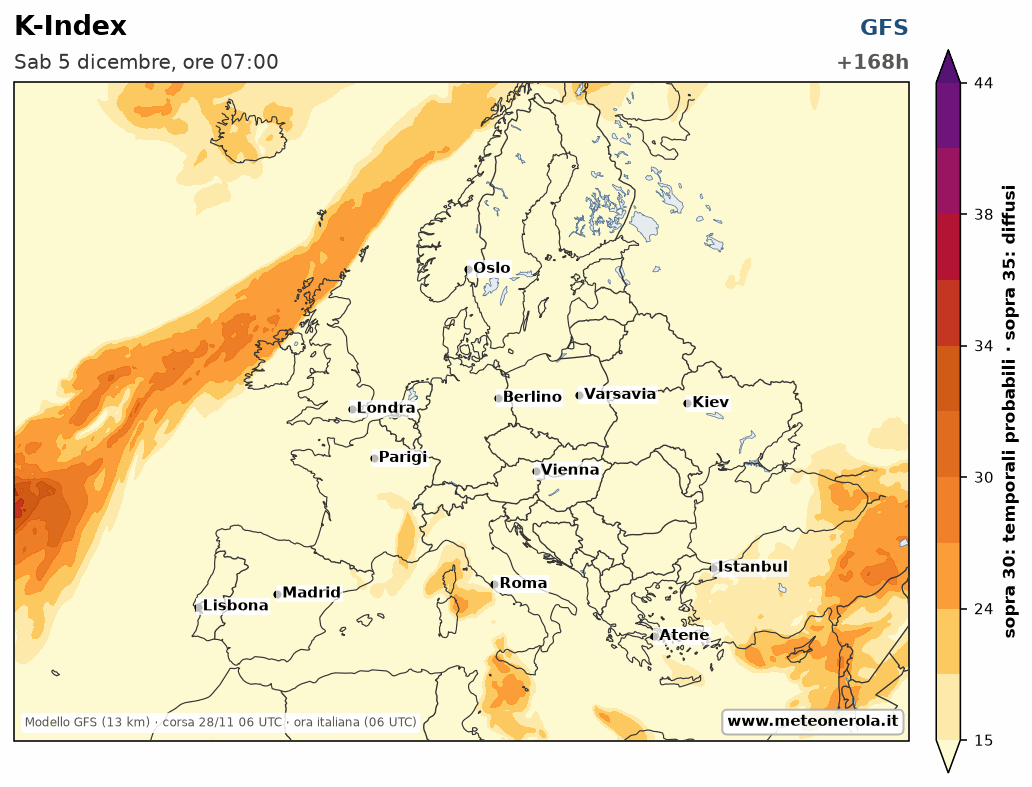 K-Index
GFS
Sab 5 dicembre, ore 07:00
+168h
44
38
34
30
24
15
sopra 30: temporali probabili · sopra 35: diffusi
Oslo
Berlino
Varsavia
Kiev
Londra
Parigi
Vienna
Istanbul
Roma
Madrid
Lisbona
Atene
Modello GFS (13 km) · corsa 28/11 06 UTC · ora italiana (06 UTC)
www.meteonerola.it